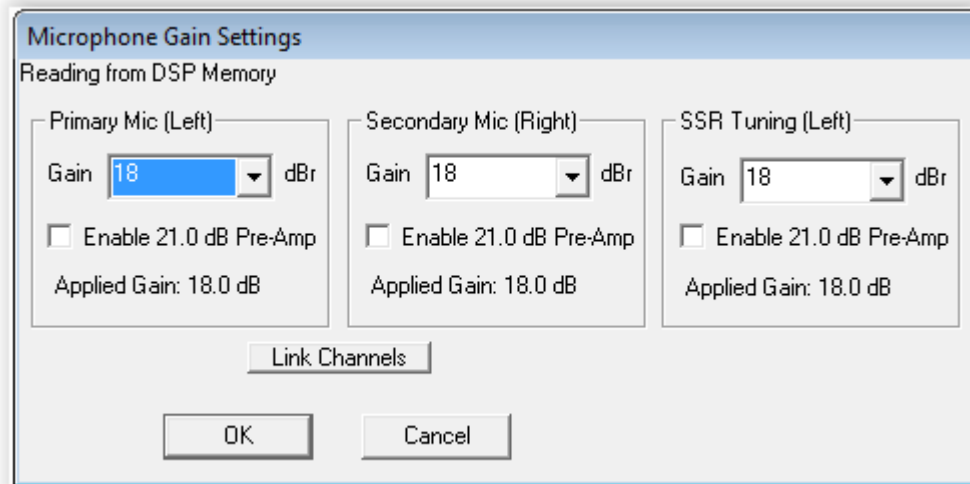 Microphone Gain Settings
Reading from DSP Memory
Primary Mic (Left)
Gain 18 dBr
Enable 21.0 dB Pre-Amp
Applied Gain: 18.0 dB
Secondary Mic (Right)
Gain 18 dBr
Enable 21.0 dB Pre-Amp
Applied Gain: 18.0 dB
SSR Tuning (Left)
Gain 18 dBr
Enable 21.0 dB Pre-Amp
Applied Gain: 18.0 dB
Link Channels
OK
Cancel